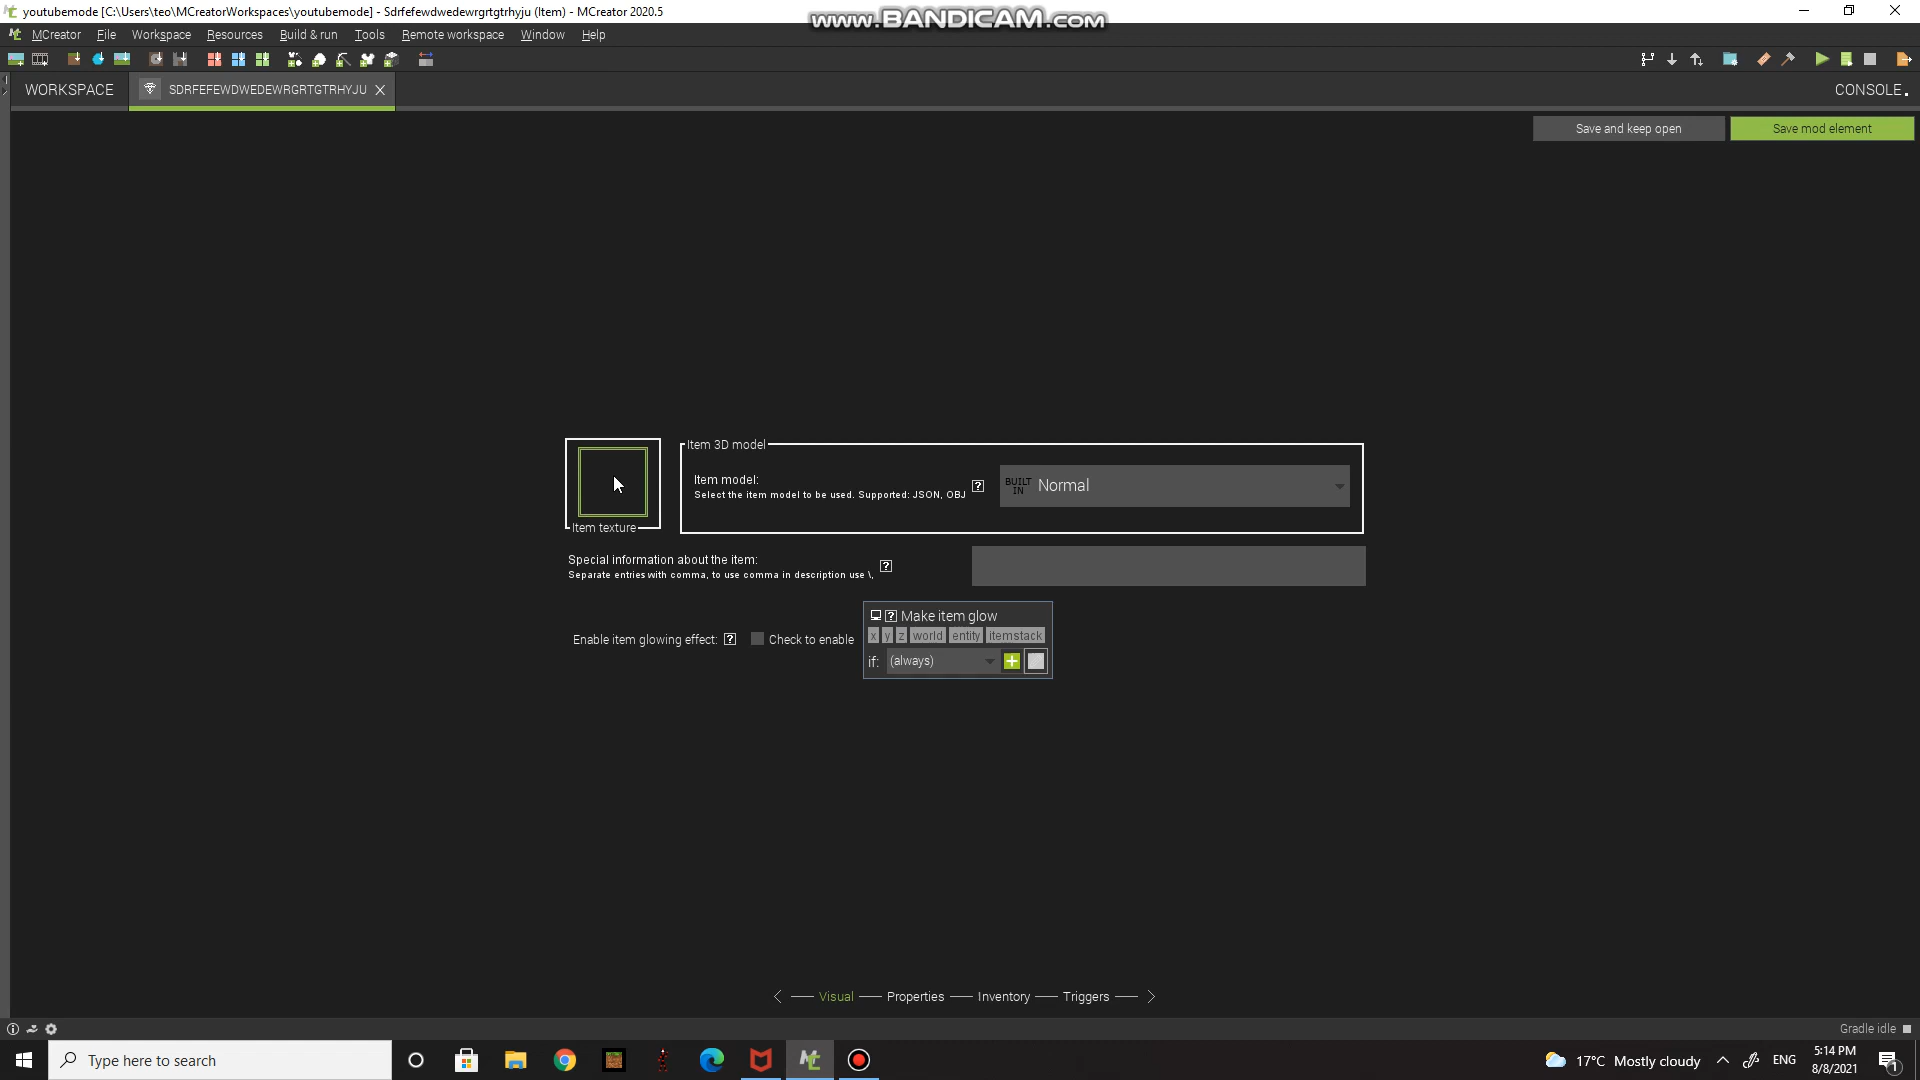 youtubemode [C:\Users\teo\MCreatorWorkspaces\youtubemode] - Sdrfefewdwedewrgrtgtrhyju (Item) - MCreator 2020.5
www.BANDICAM.com
MCreator File Workspace Resources Build & run Tools Remote workspace Window Help
WORKSPACE SDRFEFEWDWEDEWRGRTGTRHYJU CONSOLE
Save and keep open Save mod element
Item 3D model
Item model:
Select the item model to be used. Supported: JSON, OBJ
?
BUILT IN Normal
Item texture
Special information about the item:
Separate entries with comma, to use comma in description use \,
?
? Make item glow
x y z world entity itemstack
Enable item glowing effect: ? Check to enable
if: (always)
Visual Properties Inventory Triggers
Gradle idle
Type here to search
17°C Mostly cloudy ENG
5:14 PM
8/8/2021
1